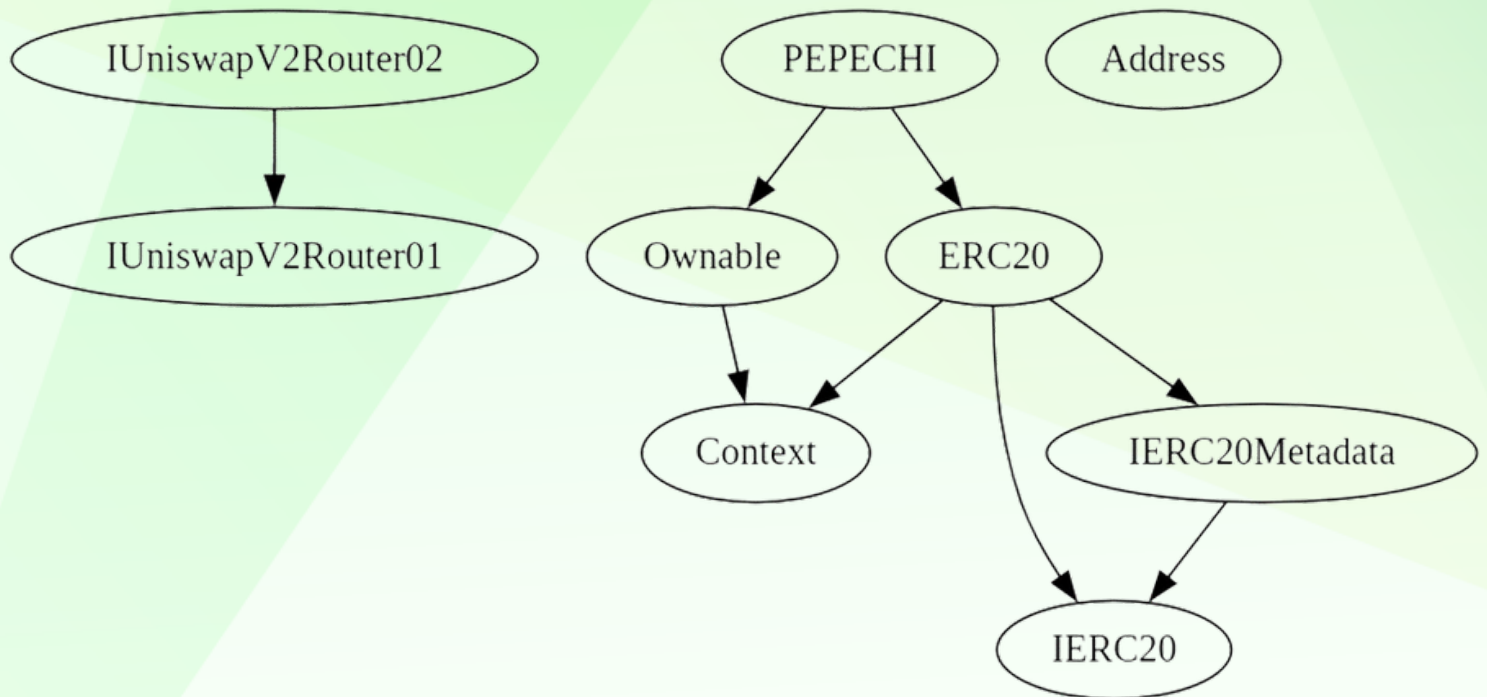 IUniswapV2Router02
PEPECHI
Address
IUniswapV2Router01
Ownable
ERC20
Context
IERC20Metadata
IERC20